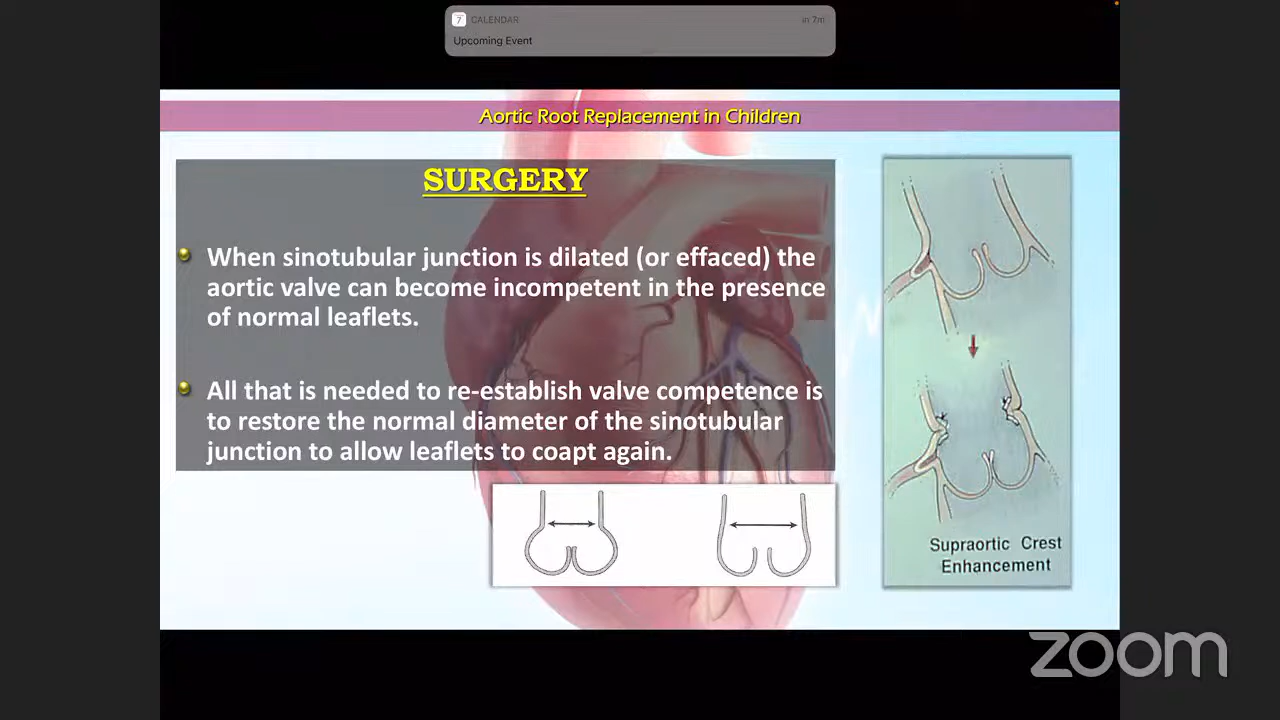 7 CALENDAR in 7m
Upcoming Event
Aortic Root Replacement in Children
SURGERY
When sinotubular junction is dilated (or effaced) the
aortic valve can become incompetent in the presence
of normal leaflets.
All that is needed to re-establish valve competence is
to restore the normal diameter of the sinotubular
junction to allow leaflets to coapt again.
Supraortic Crest
Enhancement
zoom